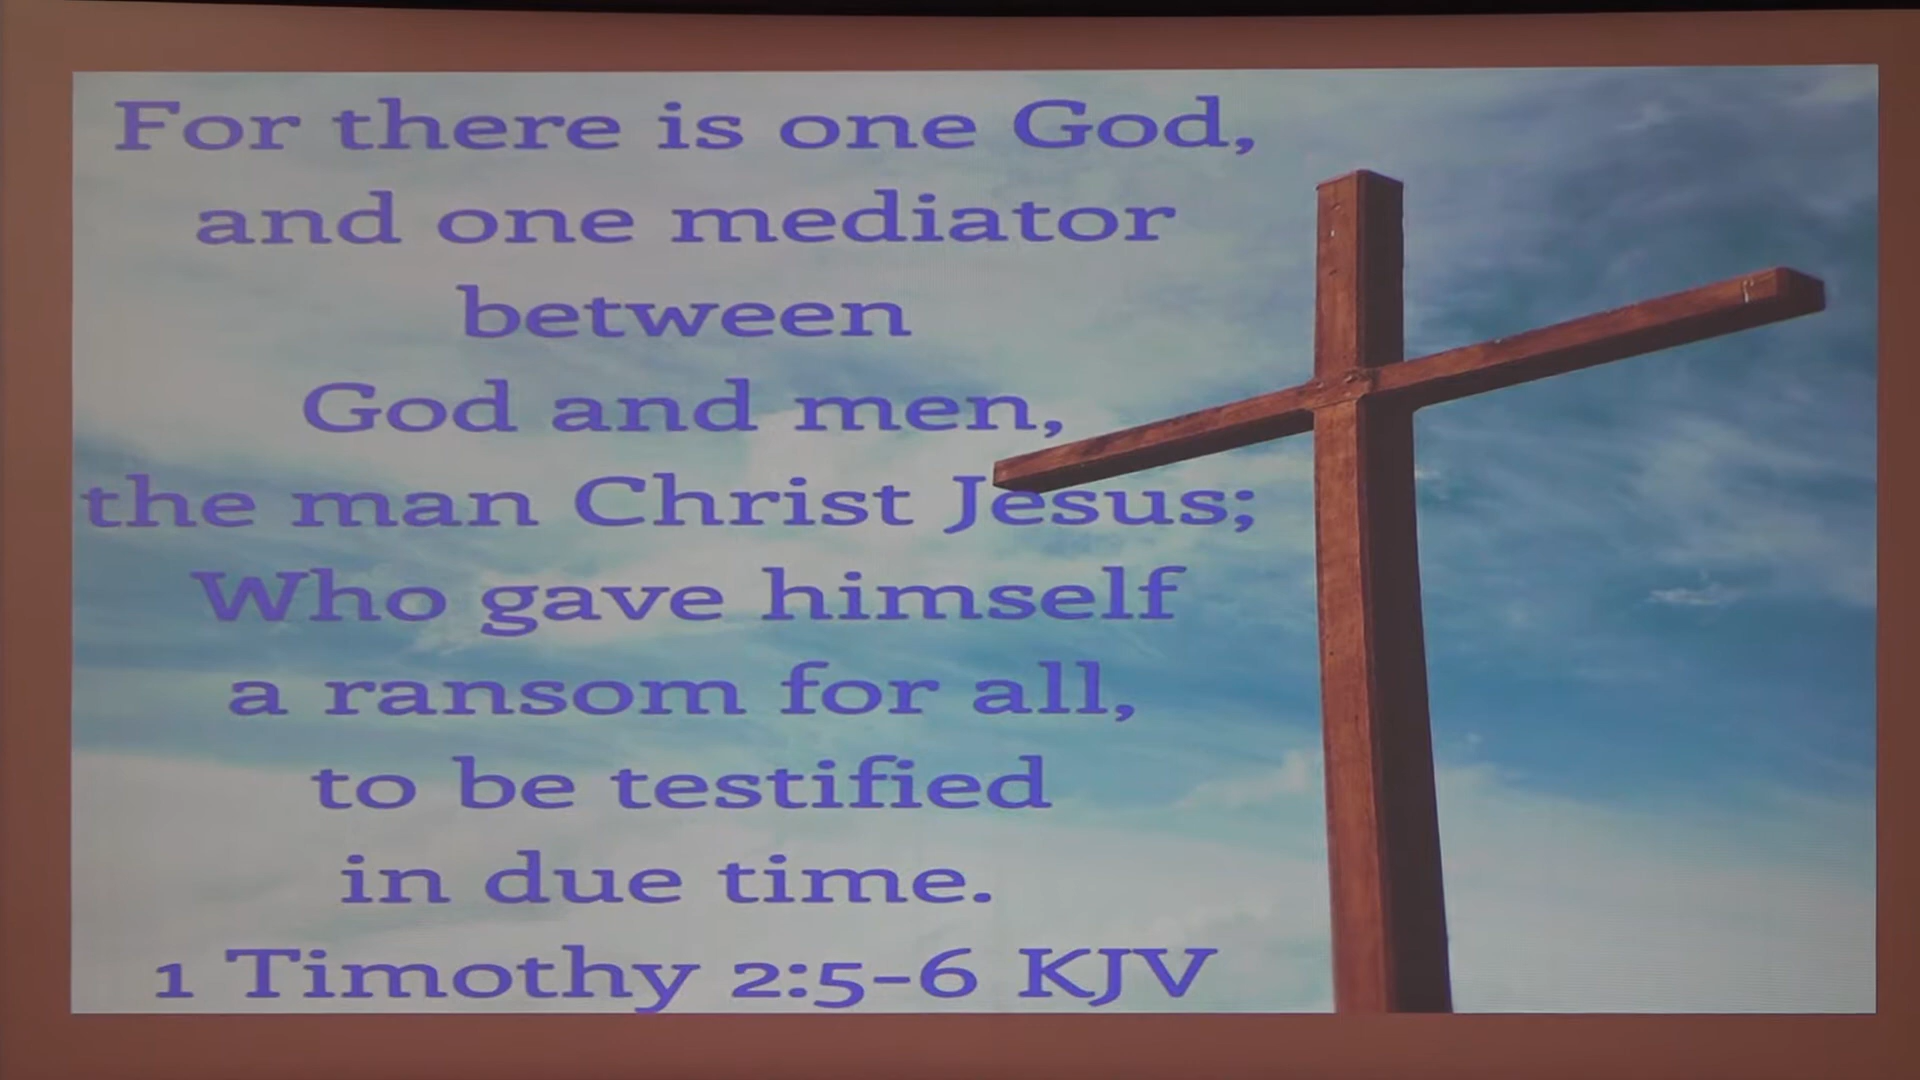 For there is one God,
and one mediator
between
God and men,
the man Christ Jesus;
Who gave himself
a ransom for all,
to be testified
in due time.
1 Timothy 2:5-6 KJV